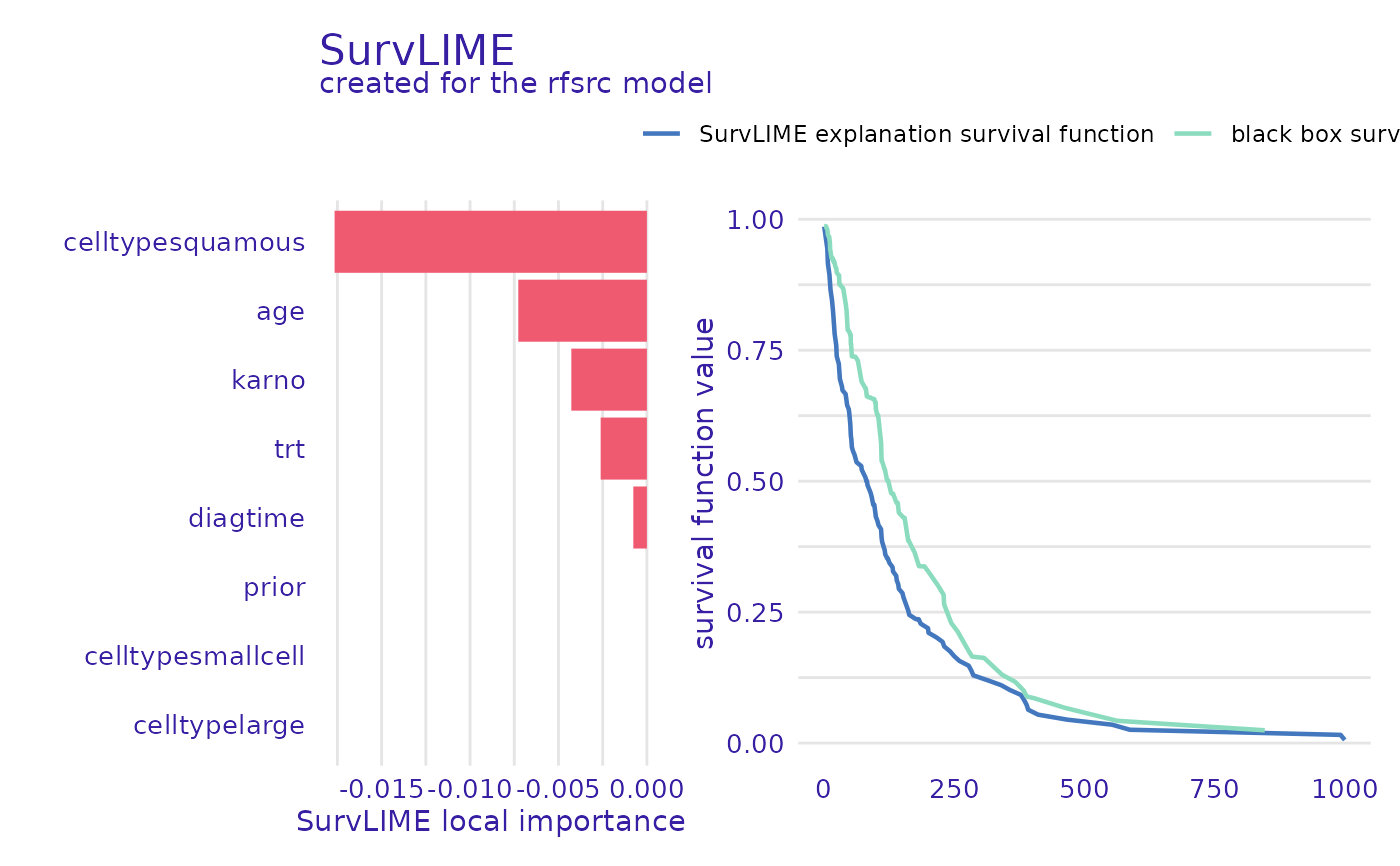 SurvLIME
created for the rfsrc model
SurvLIME explanation survival function
black box surv
celltypesquamous
age
karno
trt
diagtime
prior
celltypesmallcell
celltypelarge
-0.015 -0.010 -0.005 0.000
SurvLIME local importance
survival function value
1.00
0.75
0.50
0.25
0.00
0 250 500 750 1000